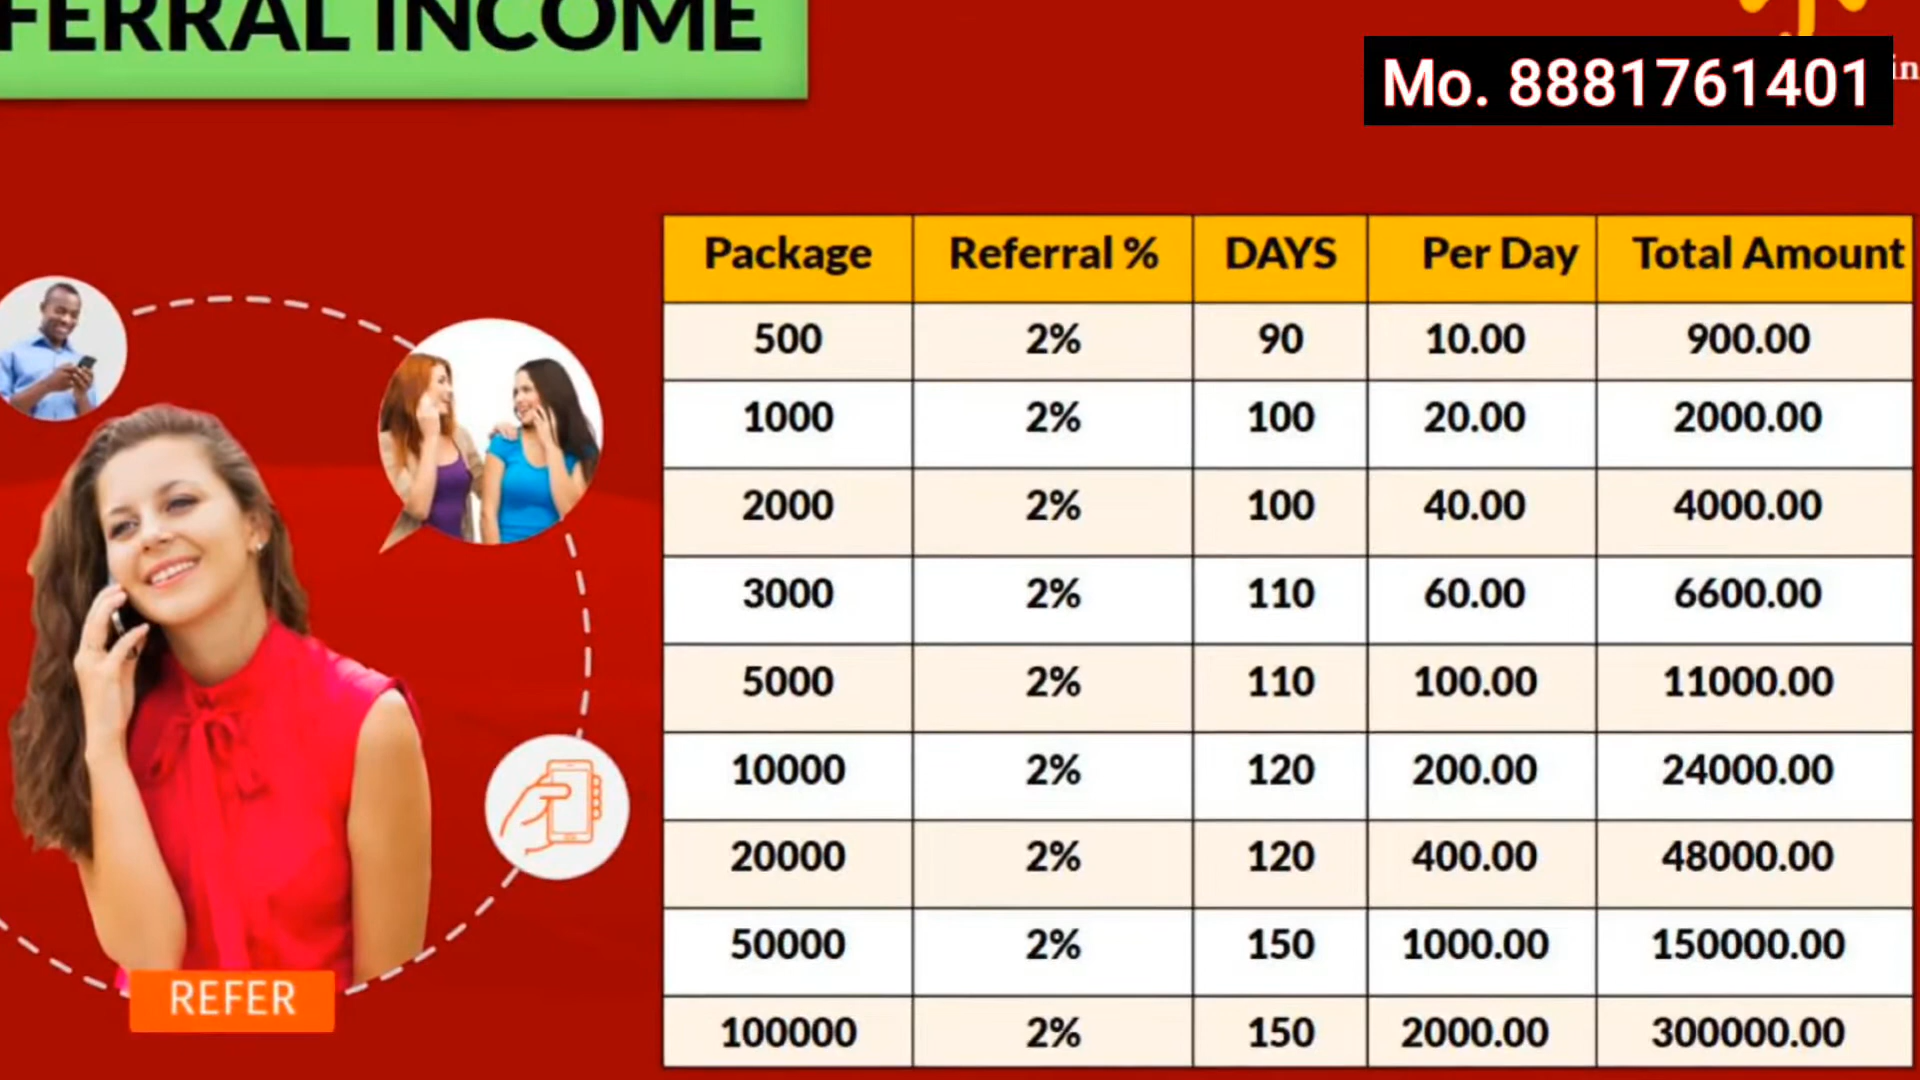 FERRAL INCOME
Mo. 8881761401
in
Package Referral % DAYS Per Day Total Amount
500 2% 90 10.00 900.00
1000 2% 100 20.00 2000.00
2000 2% 100 40.00 4000.00
3000 2% 110 60.00 6600.00
5000 2% 110 100.00 11000.00
10000 2% 120 200.00 24000.00
20000 2% 120 400.00 48000.00
50000 2% 150 1000.00 150000.00
100000 2% 150 2000.00 300000.00
REFER